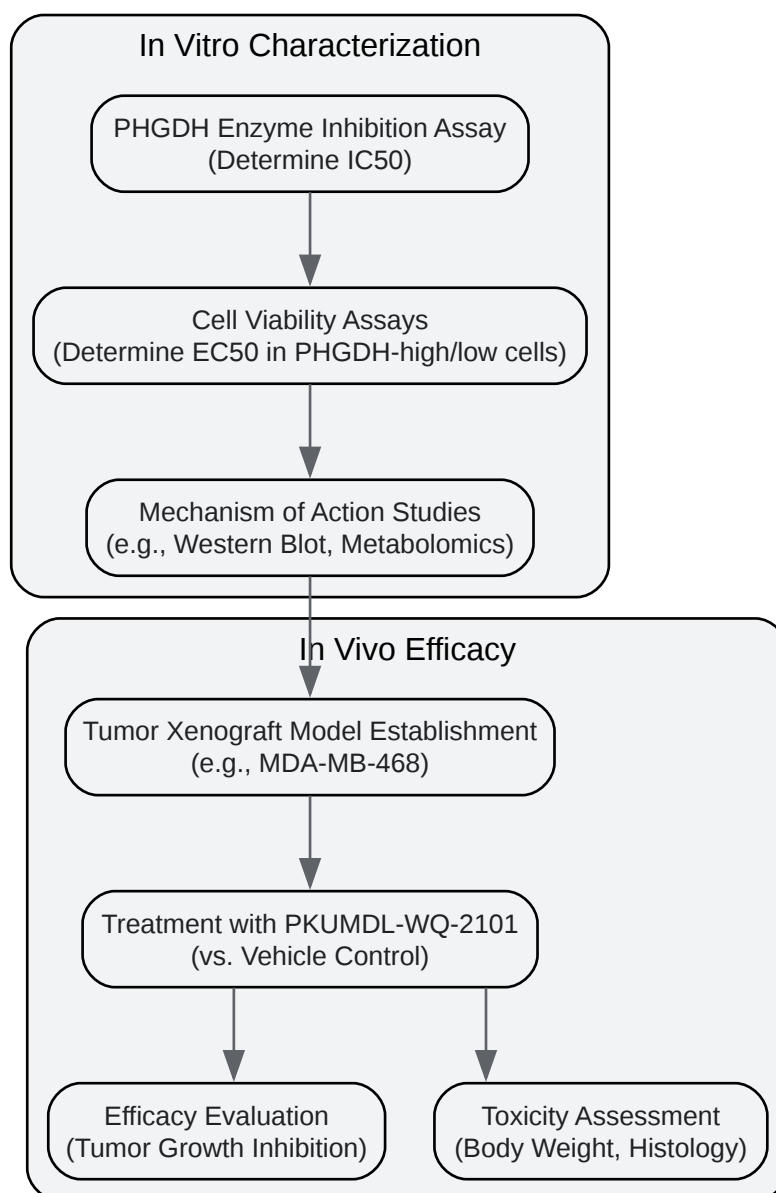 In Vitro Characterization
PHGDH Enzyme Inhibition Assay
(Determine IC50)
Cell Viability Assays
(Determine EC50 in PHGDH-high/low cells)
Mechanism of Action Studies
(e.g., Western Blot, Metabolomics)
In Vivo Efficacy
Tumor Xenograft Model Establishment
(e.g., MDA-MB-468)
Treatment with PKUMDL-WQ-2101
(vs. Vehicle Control)
Efficacy Evaluation
(Tumor Growth Inhibition)
Toxicity Assessment
(Body Weight, Histology)